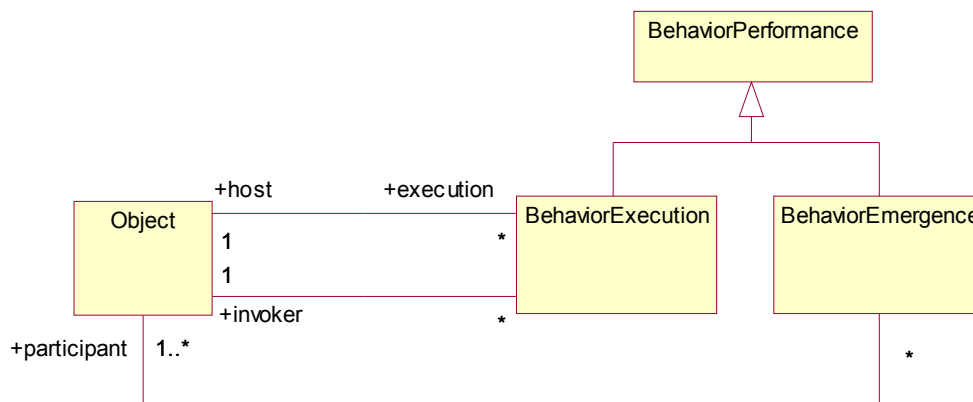 BehaviorPerformance
+host
+execution
Object
BehaviorExecution
BehaviorEmergence
1
*
1
+invoker
*
+participant
1..*
*